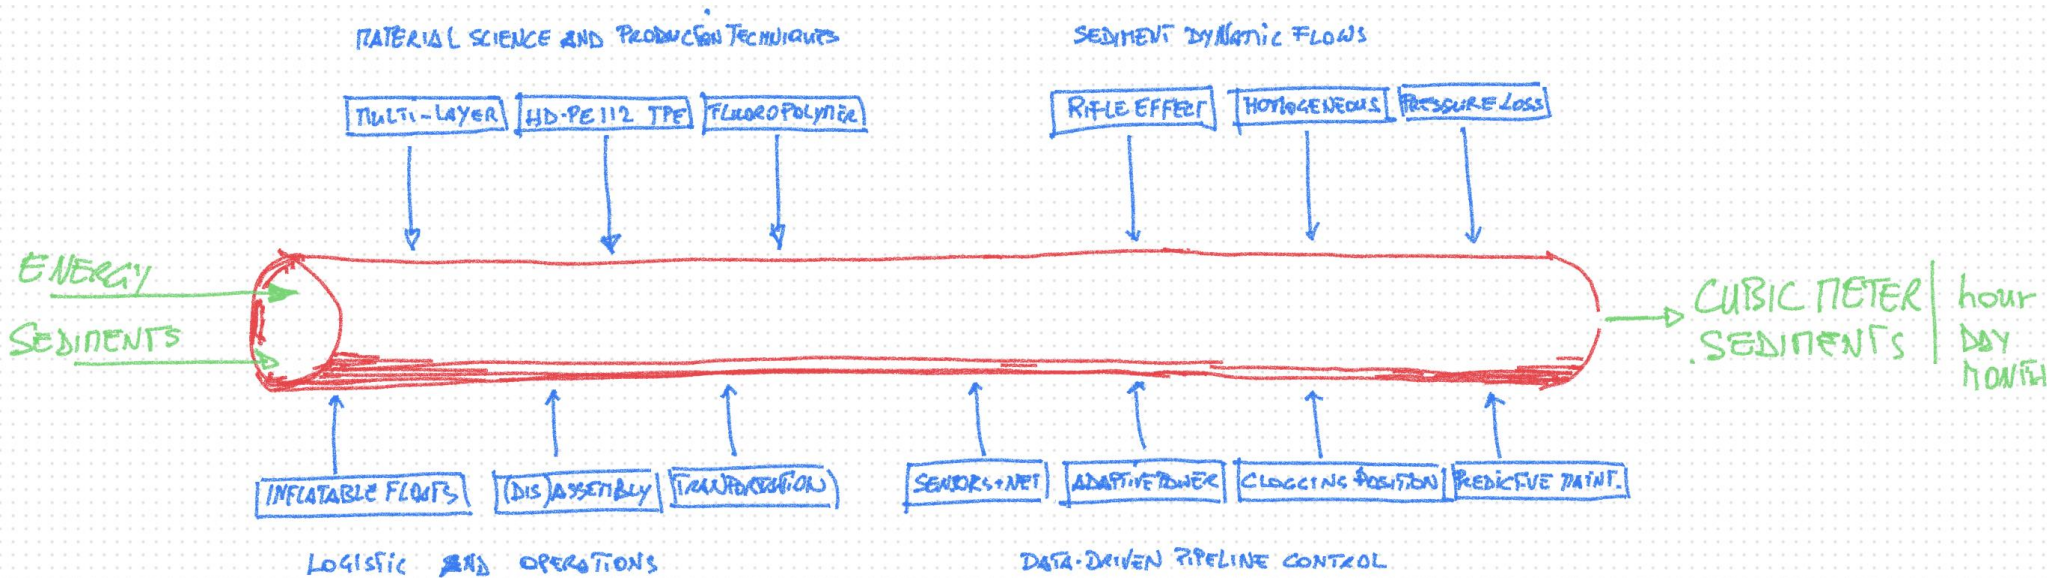 MATERIAL SCIENCE AND PRODUCTION TECHNIQUES
SEDIMENT DYNAMIC FLOWS
MULTI-LAYER
HD-PE112 TPE
FLUOROPOLYMER
RIFLE EFFECT
HOMOGENEOUS
PRESSURE LOSS
ENERGY
SEDIMENTS
CUBIC METER
SEDIMENTS
hour
DAY
MONTH
INFLATABLE FLOATS
(DIS)ASSEMBLY
TRANPORTATION
SENSORS+NET
ADAPTIVE POWER
CLOGGING POSITION
PREDICTIVE MAINT.
LOGISTIC AND OPERATIONS
DATA-DRIVEN PIPELINE CONTROL